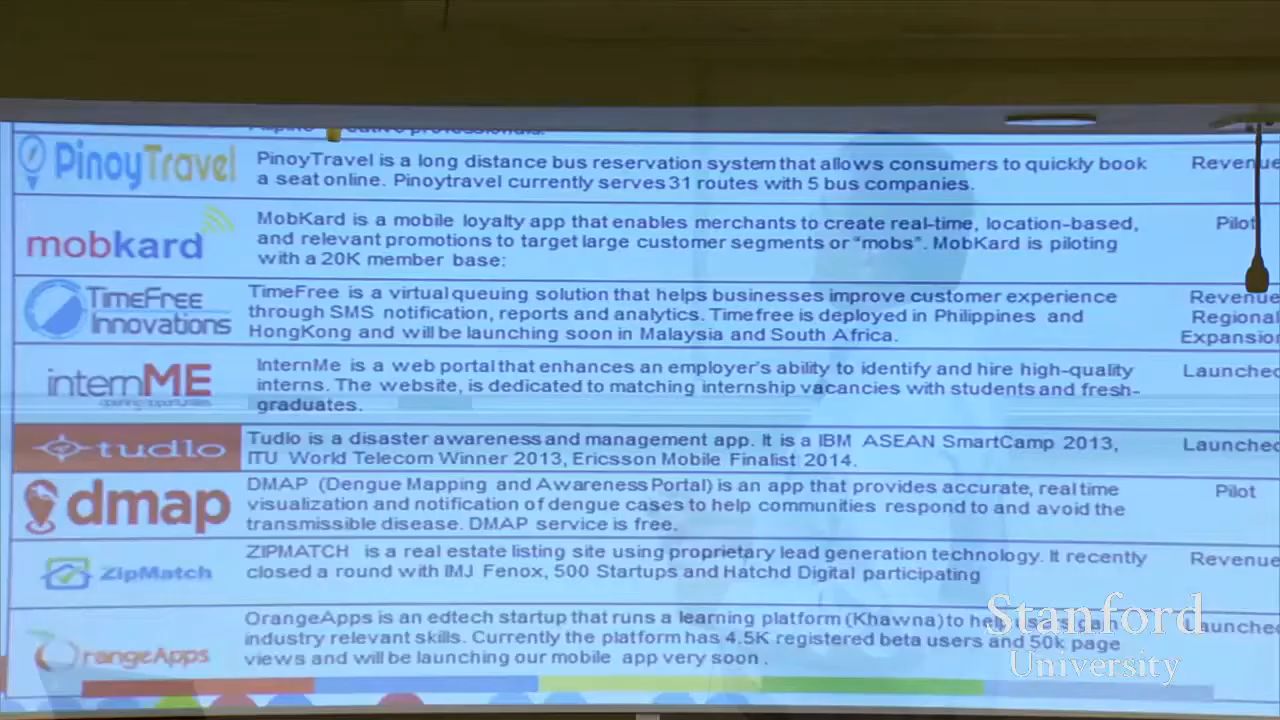 professionals.
PinoyTravel
PinoyTravel is a long distance bus reservation system that allows consumers to quickly book
a seat online. Pinoytravel currently serves 31 routes with 5 bus companies.
Revenue
mobkard
MobKard is a mobile loyalty app that enables merchants to create real-time, location-based,
and relevant promotions to target large customer segments or "mobs". MobKard is piloting
with a 20K member base:
Pilot
TimeFree
Innovations
TimeFree is a virtual queuing solution that helps businesses improve customer experience
through SMS notification, reports and analytics. Timefree is deployed in Philippines and
HongKong and will be launching soon in Malaysia and South Africa.
Revenue
Regional
Expansion
internME
opening opportunities
InternMe is a web portal that enhances an employer's ability to identify and hire high-quality
interns. The website, is dedicated to matching internship vacancies with students and fresh-
graduates.
Launched
tudlo
Tudlo is a disaster awareness and management app. It is a IBM ASEAN SmartCamp 2013,
ITU World Telecom Winner 2013, Ericsson Mobile Finalist 2014.
Launched
dmap
DMAP (Dengue Mapping and Awareness Portal) is an app that provides accurate, real time
visualization and notification of dengue cases to help communities respond to and avoid the
transmissible disease. DMAP service is free.
Pilot
ZipMatch
ZIPMATCH is a real estate listing site using proprietary lead generation technology. It recently
closed a round with IMJ Fenox, 500 Startups and Hatchd Digital participating
Revenue
OrangeApps
OrangeApps is an edtech startup that runs a learning platform (Khawna) to help users gain
industry relevant skills. Currently the platform has 4.5K registered beta users and 50k page
views and will be launching our mobile app very soon .
Launched
Stanford
University